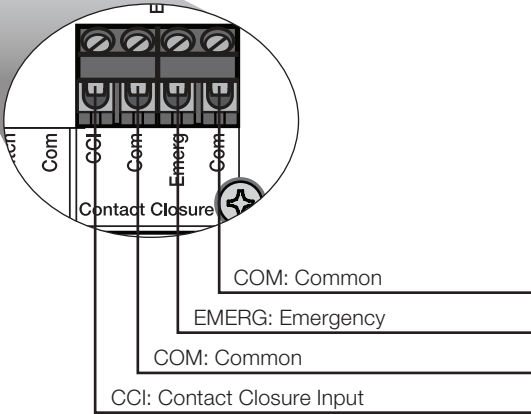 Com
CCI
Com
Emerg
Com
Contact Closure
COM: Common
EMERG: Emergency
COM: Common
CCI: Contact Closure Input